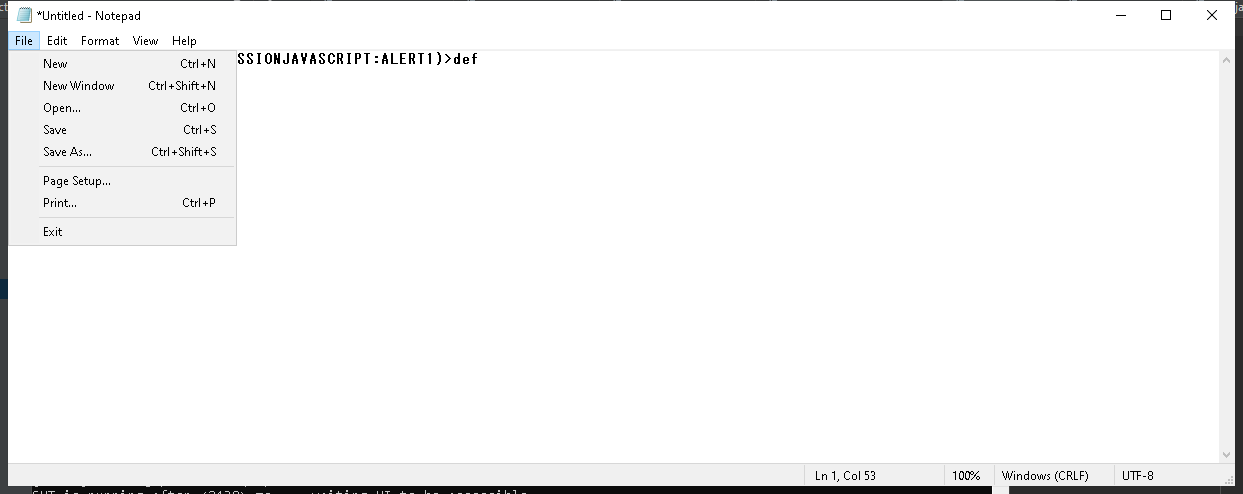 *Untitled - Notepad
File Edit Format View Help
SSIONJAVASCRIPT:ALERT1)>def
New Ctrl+N
New Window Ctrl+Shift+N
Open... Ctrl+O
Save Ctrl+S
Save As... Ctrl+Shift+S
Page Setup...
Print... Ctrl+P
Exit
Ln 1, Col 53 100% Windows (CRLF) UTF-8